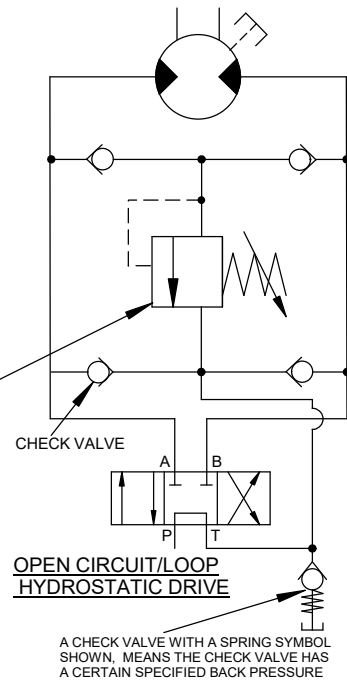 CHECK VALVE
A B
P T
OPEN CIRCUIT/LOOP
HYDROSTATIC DRIVE
A CHECK VALVE WITH A SPRING SYMBOL
SHOWN, MEANS THE CHECK VALVE HAS
A CERTAIN SPECIFIED BACK PRESSURE